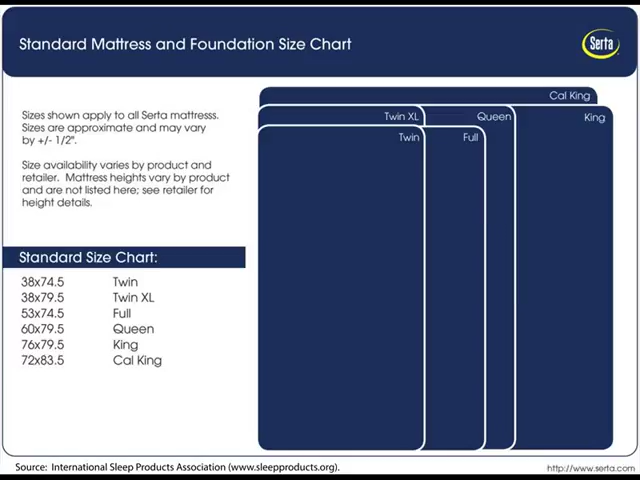 Standard Mattress and Foundation Size Chart
Serta
Sizes shown apply to all Serta mattresss.
Sizes are approximate and may vary
by +/- 1/2".
Size availability varies by product and
retailer. Mattress heights vary by product
and are not listed here; see retailer for
height details.
Standard Size Chart:
38x74.5 Twin
38x79.5 Twin XL
53x74.5 Full
60x79.5 Queen
76x79.5 King
72x83.5 Cal King
Cal King
Twin XL Queen King
Twin Full
Source: International Sleep Products Association (www.sleepproducts.org).
http://www.serta.com